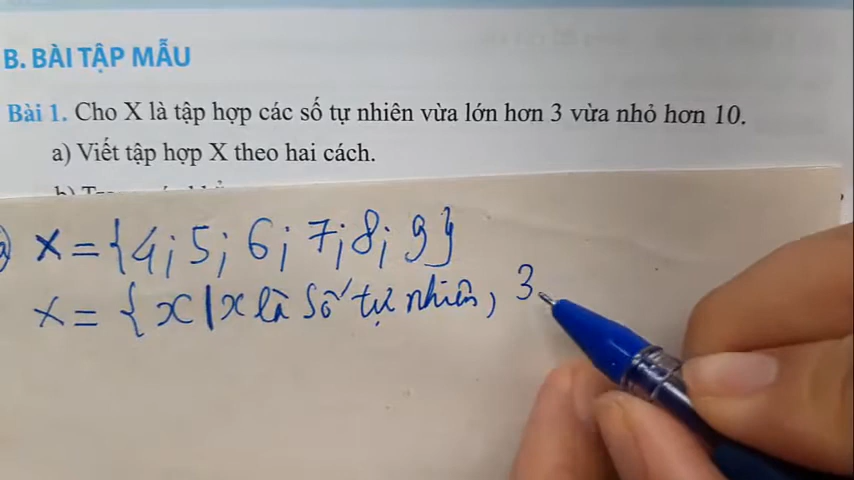 B. BÀI TẬP MẪU
Bài 1. Cho X là tập hợp các số tự nhiên vừa lớn hơn 3 vừa nhỏ hơn 10.
a) Viết tập hợp X theo hai cách.
a) X = {4; 5; 6; 7; 8; 9}
X = {x | x là số tự nhiên, 3